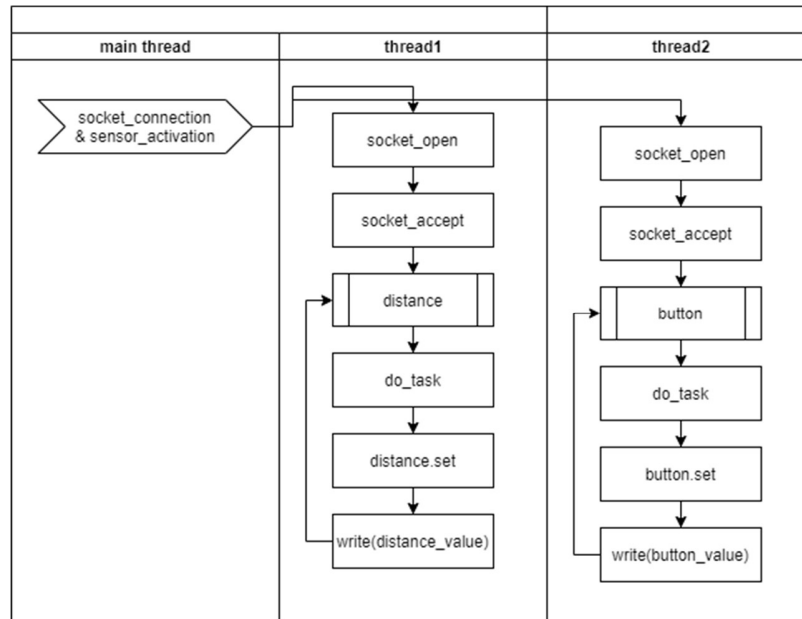 main thread
thread1
thread2
socket_connection
& sensor_activation
socket_open
socket_accept
distance
do_task
distance.set
write(distance_value)
socket_open
socket_accept
button
do_task
button.set
write(button_value)